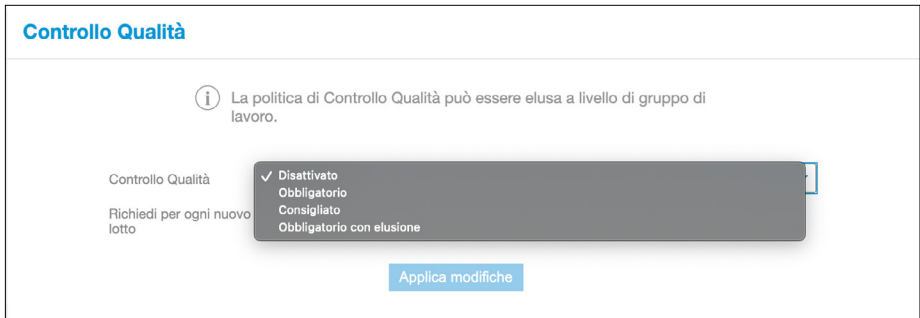 Controllo Qualità
La politica di Controllo Qualità può essere elusa a livello di gruppo di
lavoro.
Controllo Qualità
✓ Disattivato
Obbligatorio
Consigliato
Obbligatorio con elusione
Richiedi per ogni nuovo
lotto
Applica modifiche